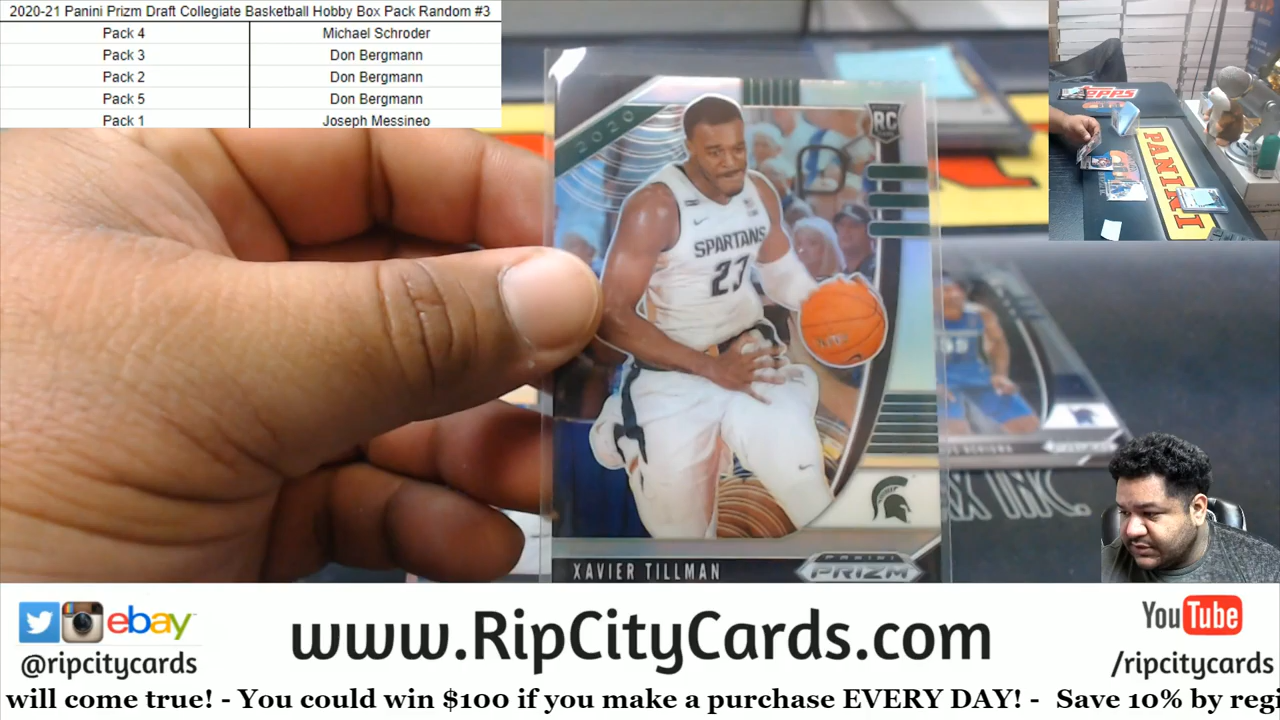 2020-21 Panini Prizm Draft Collegiate Basketball Hobby Box Pack Random #3
Pack 4 Michael Schroder
Pack 3 Don Bergmann
Pack 2 Don Bergmann
Pack 5 Don Bergmann
Pack 1 Joseph Messineo
2020
RC
SPARTANS
23
XAVIER TILLMAN
PANINI
PRIZM
TOPPS
PANINI
INC.
ebay
@ripcitycards
www.RipCityCards.com
YouTube
/ripcitycards
will come true! - You could win $100 if you make a purchase EVERY DAY! - Save 10% by regi